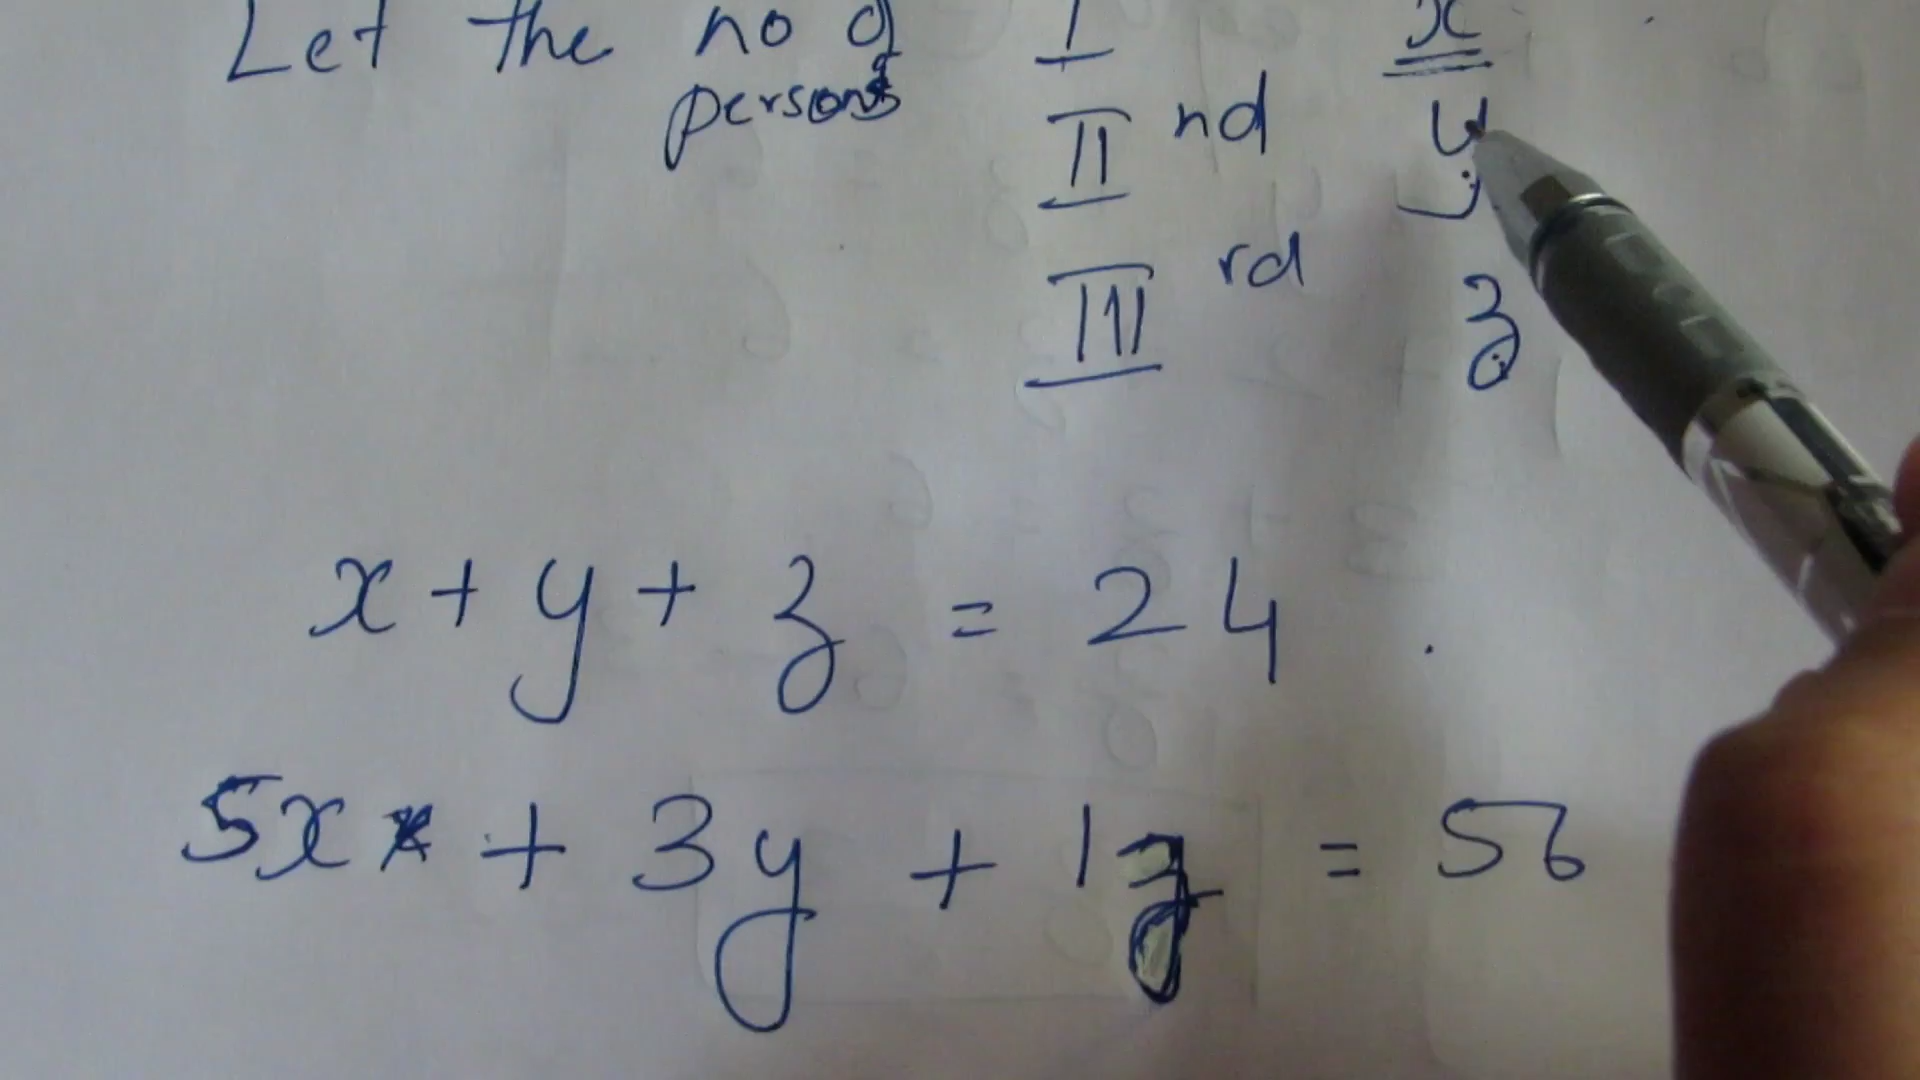 Let the no of I x
persons II nd y
III rd z
x + y + z = 24
5x + 3y + 1z = 56